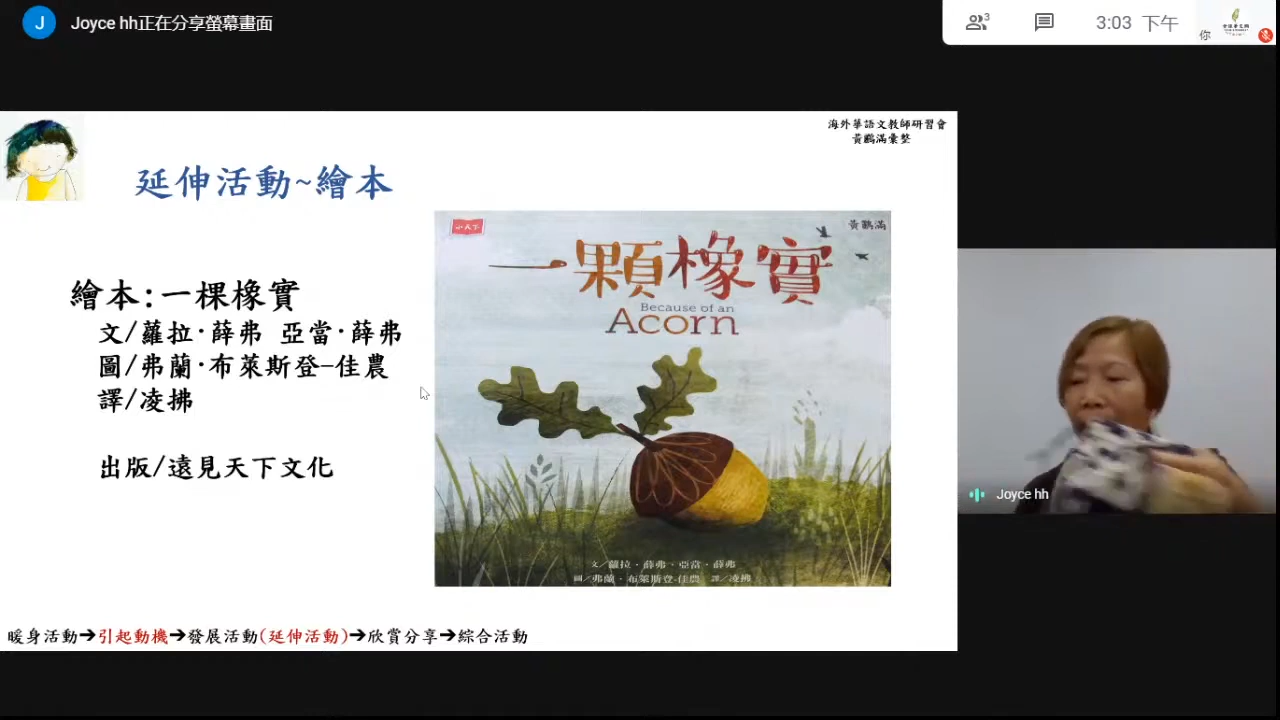 J
Joyce hh正在分享螢幕畫面
3
3:03 下午
你
海外華語文教師研習會
黃鸝滿彙整
延伸活動~繪本
繪本:一棵橡實
文/蘿拉·薛弗 亞當·薛弗
圖/弗蘭·布萊斯登-佳農
譯/凌拂
出版/遠見天下文化
小天下
黃鸝滿
一顆橡實
Because of an
Acorn
文/蘿拉·薛弗·亞當·薛弗
圖/弗蘭·布萊斯登-佳農 譯/凌拂
Joyce hh
暖身活動➔引起動機➔發展活動(延伸活動)➔欣賞分享➔綜合活動